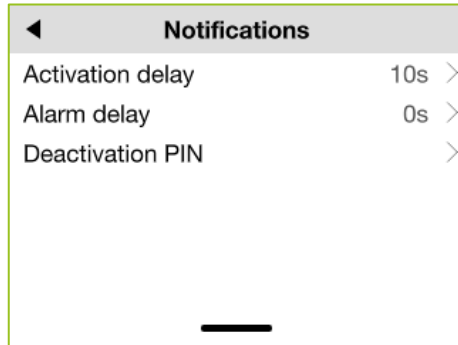 Notifications
Activation delay 10s
Alarm delay 0s
Deactivation PIN